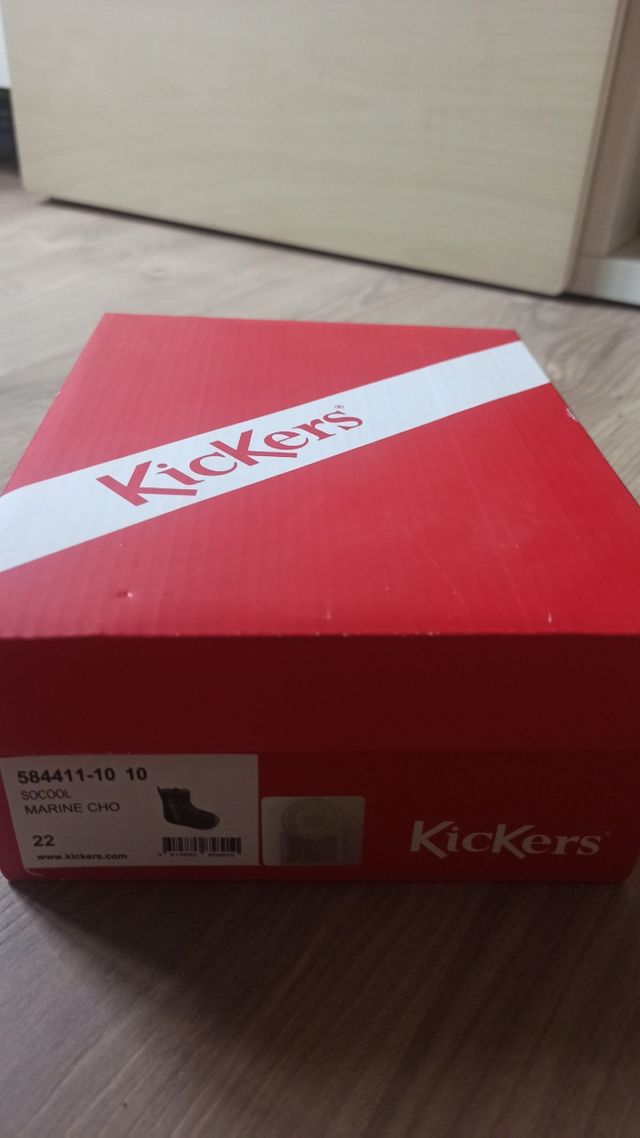 KicKers®
584411-10 10
SOCOOL
MARINE CHO
22
www.kickers.com
KicKers®